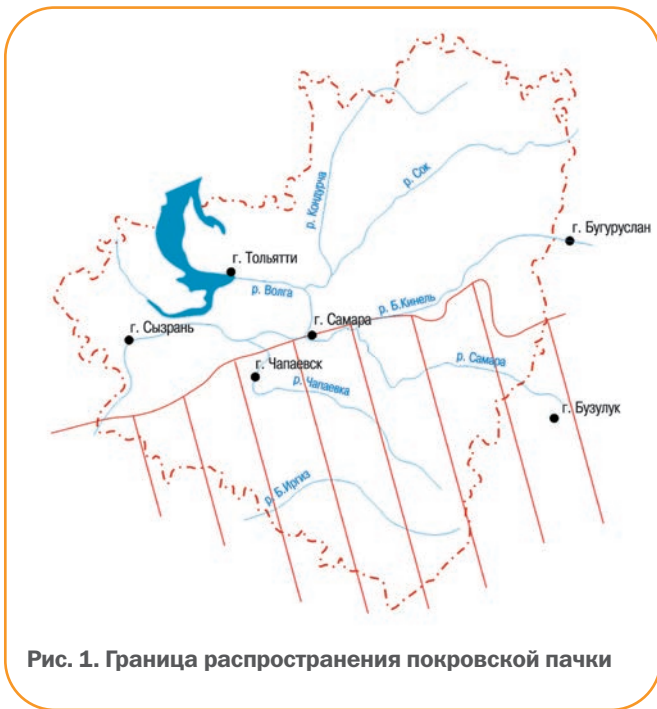 р. Кондурча
р. Сок
г. Бугуруслан
г. Тольятти
р. Волга
р. Б.Кинель
г. Самара
г. Сызрань
г. Чапаевск
р. Самара
р. Чапаевка
г. Бузулук
р. Б.Иргиз
Рис. 1. Граница распространения покровской пачки